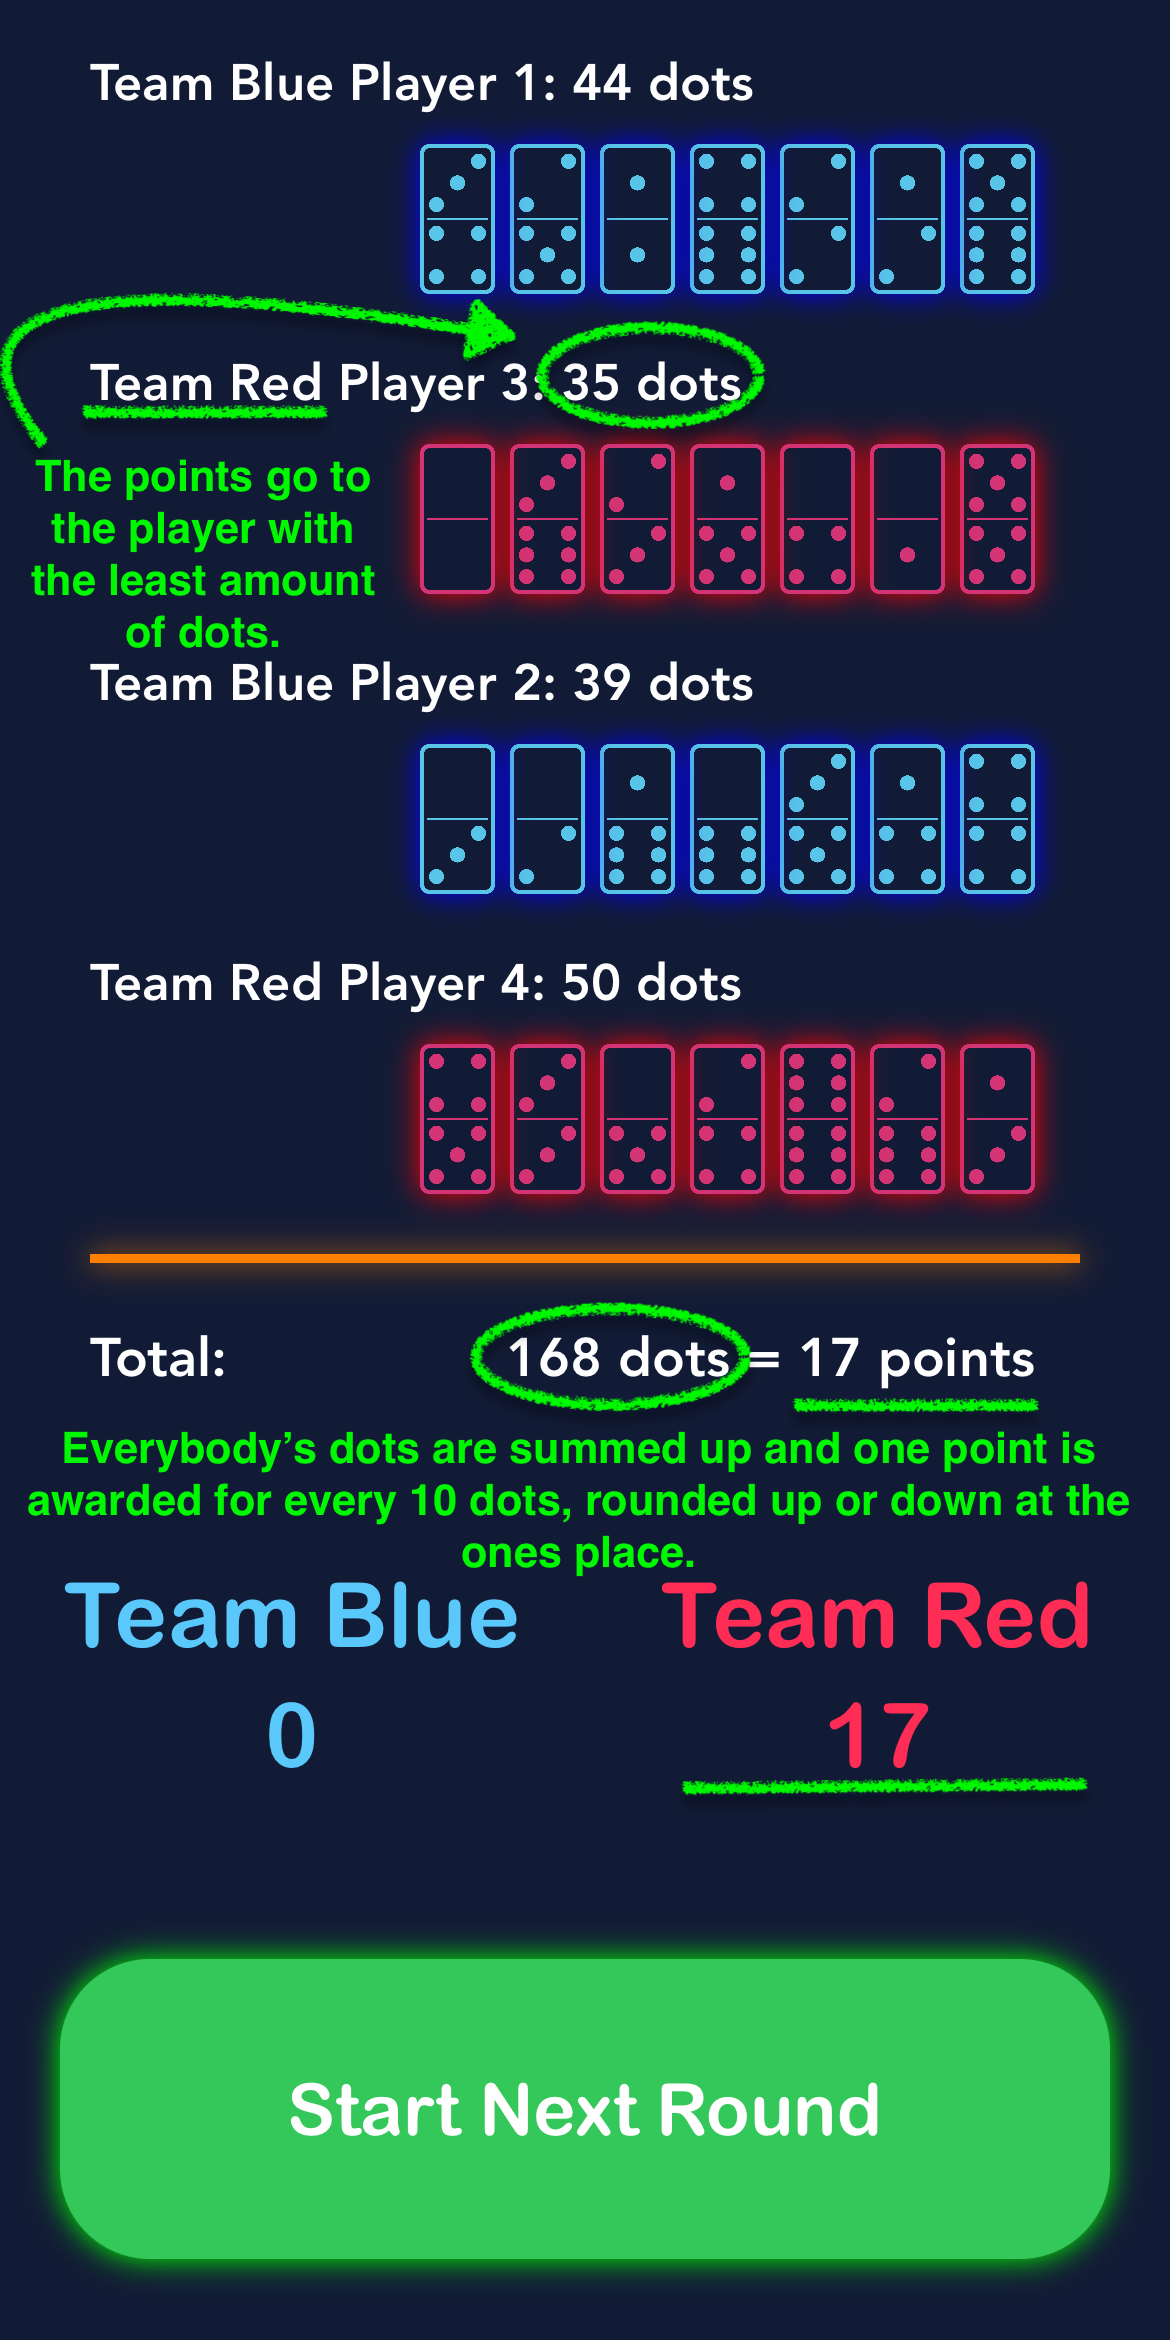 Team Blue Player 1: 44 dots
Team Red Player 3: 35 dots
The points go to
the player with
the least amount
of dots.
Team Blue Player 2: 39 dots
Team Red Player 4: 50 dots
Total: 168 dots = 17 points
Everybody’s dots are summed up and one point is
awarded for every 10 dots, rounded up or down at the
ones place.
Team Blue Team Red
0 17
Start Next Round